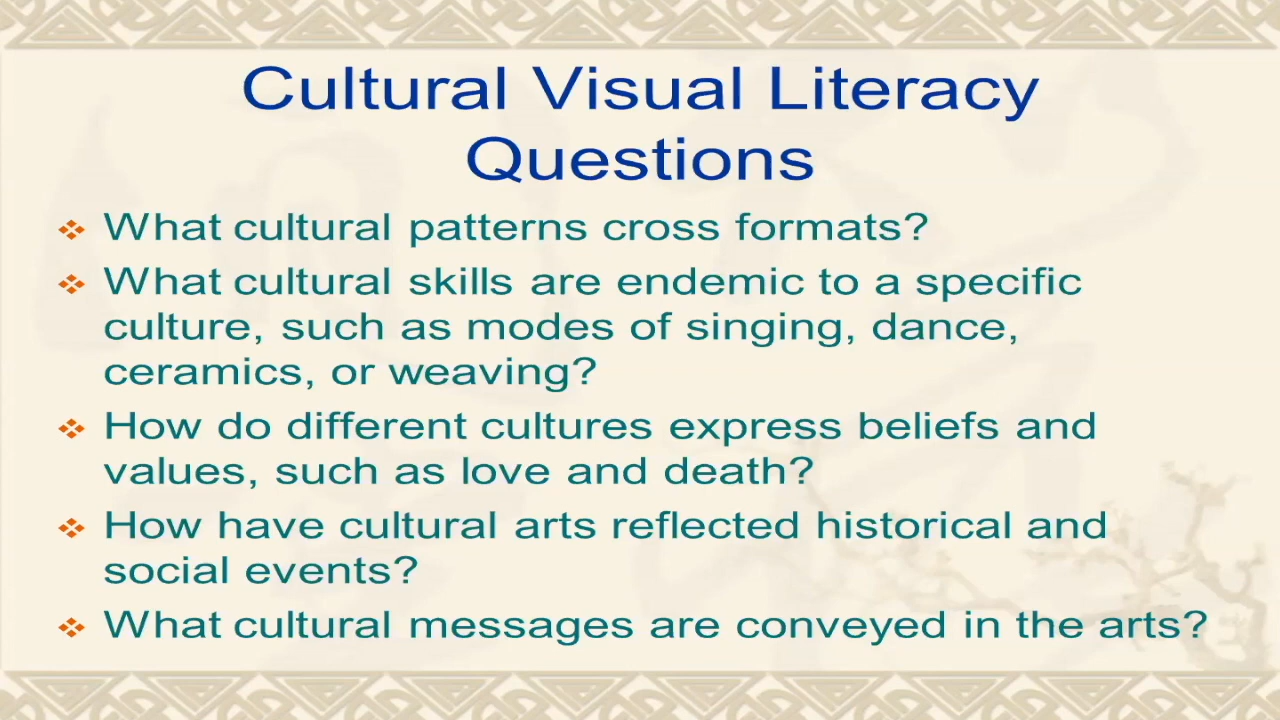 Cultural Visual Literacy
Questions
What cultural patterns cross formats?
What cultural skills are endemic to a specific
culture, such as modes of singing, dance,
ceramics, or weaving?
How do different cultures express beliefs and
values, such as love and death?
How have cultural arts reflected historical and
social events?
What cultural messages are conveyed in the arts?